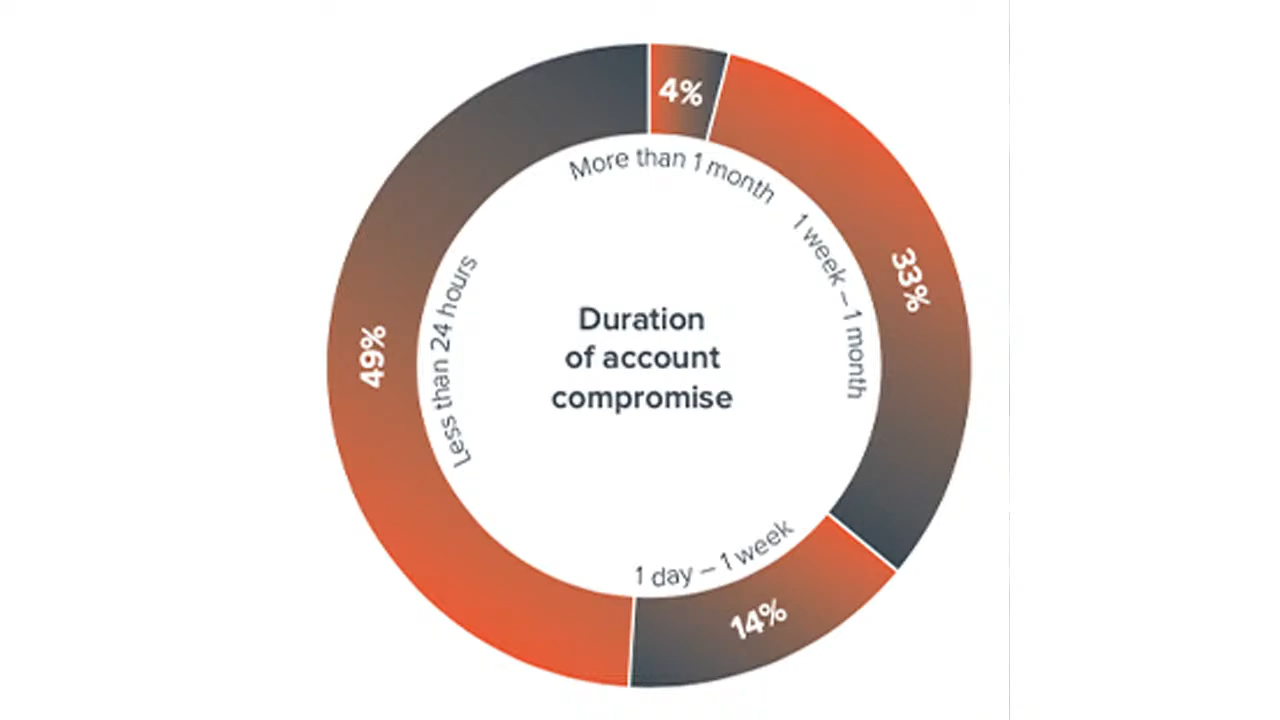 4%
More than 1 month
33%
1 week – 1 month
14%
1 day – 1 week
49%
Less than 24 hours
Duration
of account
compromise